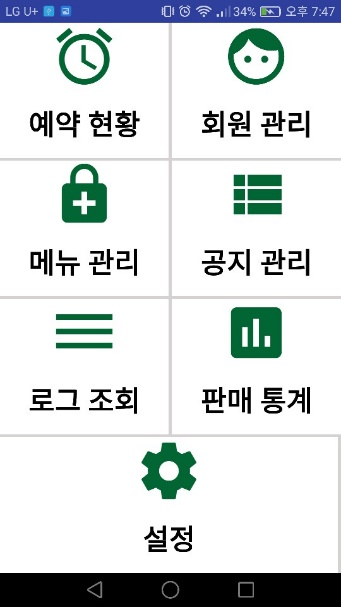 LG U+ 34% 오후 7:47
예약 현황 회원 관리
메뉴 관리 공지 관리
로그 조회 판매 통계
설정